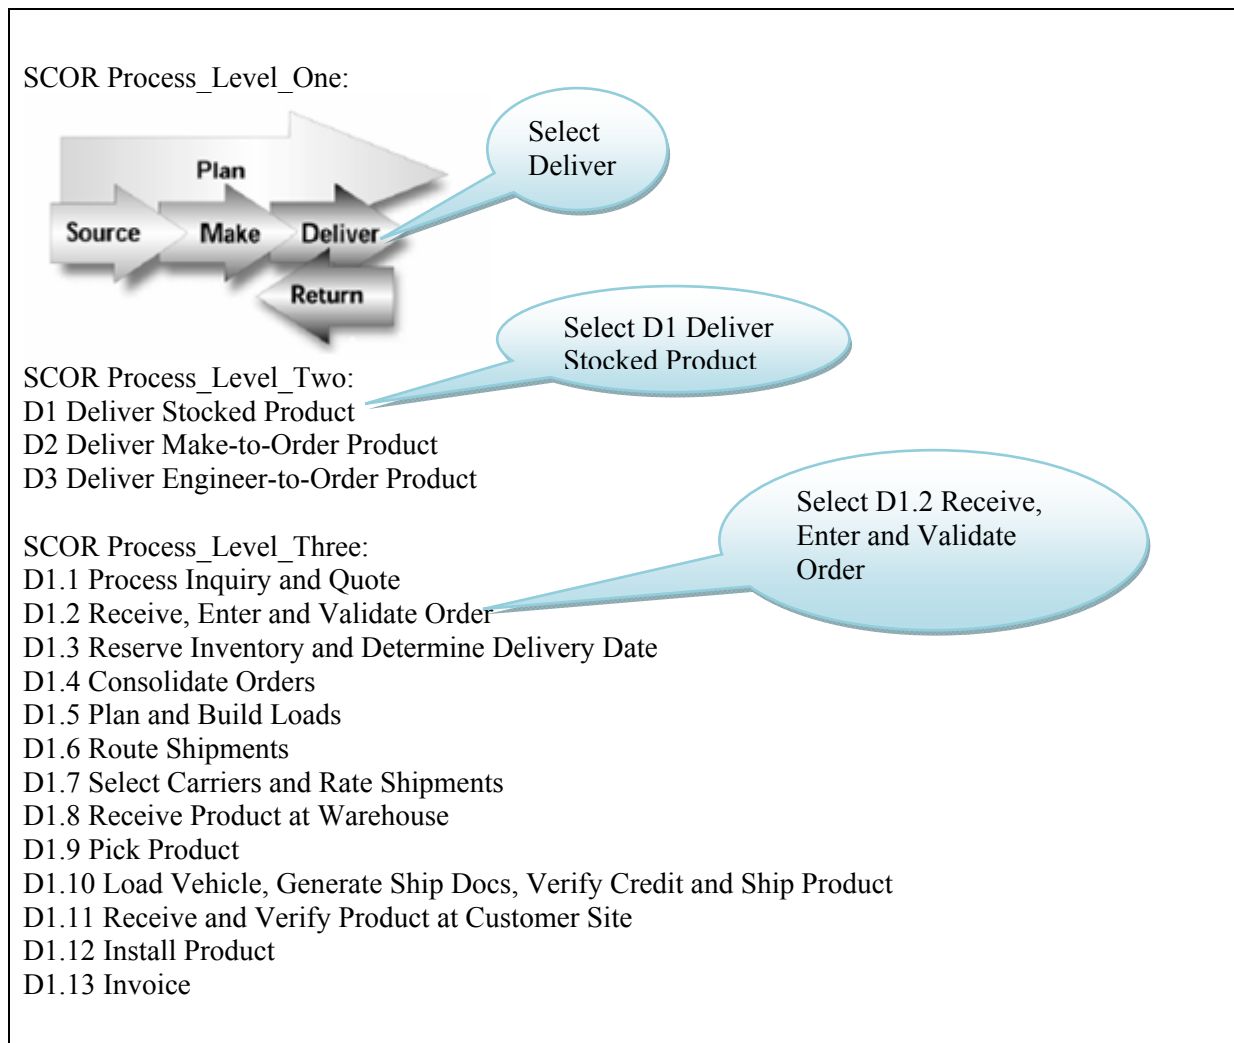 SCOR Process_Level_One:
Select
Deliver
Plan
Source
Make
Deliver
Return
Select D1 Deliver
Stocked Product
SCOR Process_Level_Two:
D1 Deliver Stocked Product
D2 Deliver Make-to-Order Product
D3 Deliver Engineer-to-Order Product
Select D1.2 Receive,
Enter and Validate
Order
SCOR Process_Level_Three:
D1.1 Process Inquiry and Quote
D1.2 Receive, Enter and Validate Order
D1.3 Reserve Inventory and Determine Delivery Date
D1.4 Consolidate Orders
D1.5 Plan and Build Loads
D1.6 Route Shipments
D1.7 Select Carriers and Rate Shipments
D1.8 Receive Product at Warehouse
D1.9 Pick Product
D1.10 Load Vehicle, Generate Ship Docs, Verify Credit and Ship Product
D1.11 Receive and Verify Product at Customer Site
D1.12 Install Product
D1.13 Invoice